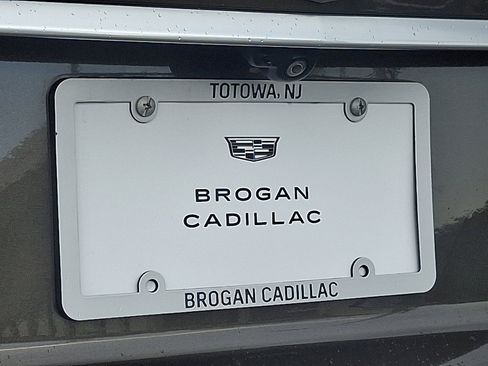 TOTOWA, NJ
BROGAN
CADILLAC
BROGAN CADILLAC